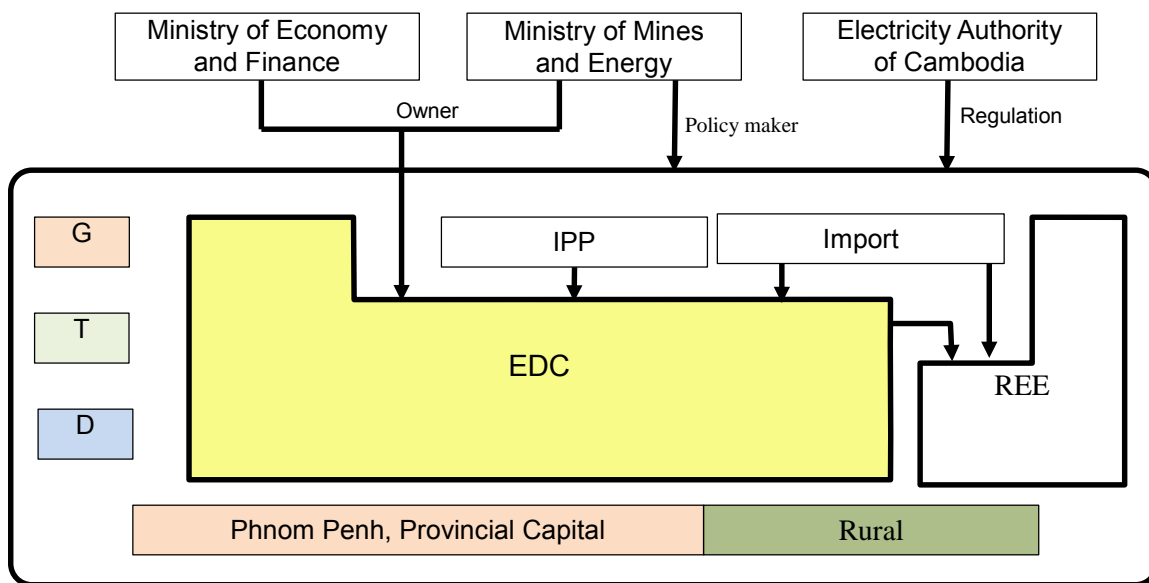 Ministry of Economy
and Finance
Ministry of Mines
and Energy
Electricity Authority
of Cambodia
Owner
Policy maker
Regulation
G
IPP
Import
T
EDC
REE
D
Phnom Penh, Provincial Capital
Rural